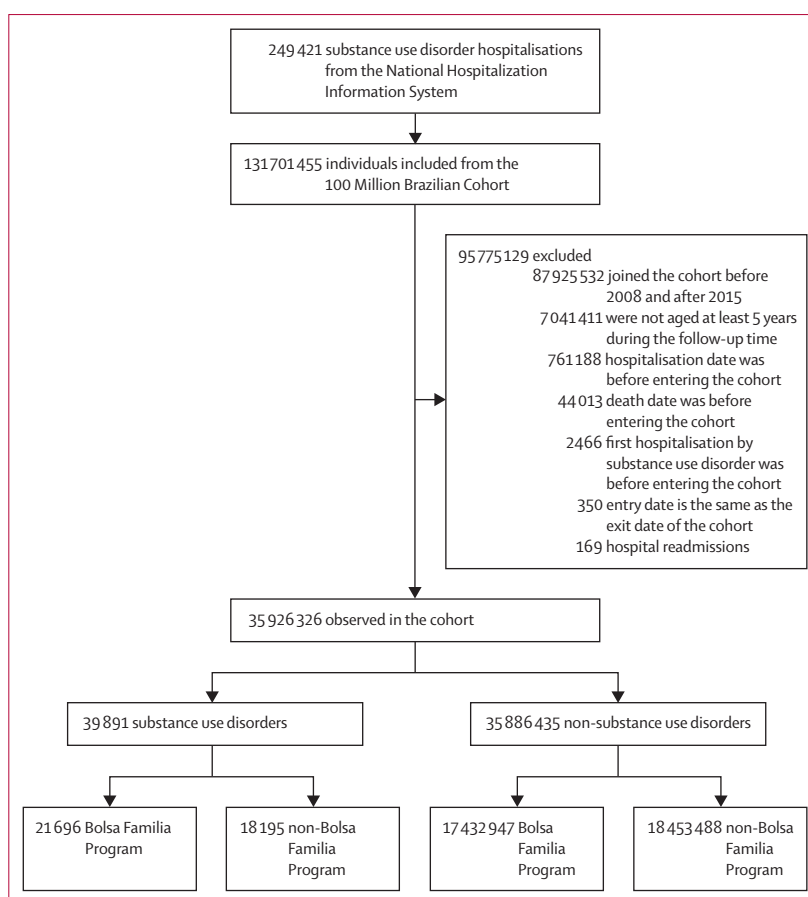 249 421 substance use disorder hospitalisations
from the National Hospitalization
Information System
131 701 455 individuals included from the
100 Million Brazilian Cohort
95 775 129 excluded
87 925 532 joined the cohort before
2008 and after 2015
7 041 411 were not aged at least 5 years
during the follow-up time
761 188 hospitalisation date was
before entering the cohort
44 013 death date was before
entering the cohort
2466 first hospitalisation by
substance use disorder was
before entering the cohort
350 entry date is the same as the
exit date of the cohort
169 hospital readmissions
35 926 326 observed in the cohort
39 891 substance use disorders
35 886 435 non-substance use disorders
21 696 Bolsa Familia
Program
18 195 non-Bolsa
Familia
Program
17 432 947 Bolsa
Familia
Program
18 453 488 non-Bolsa
Familia
Program